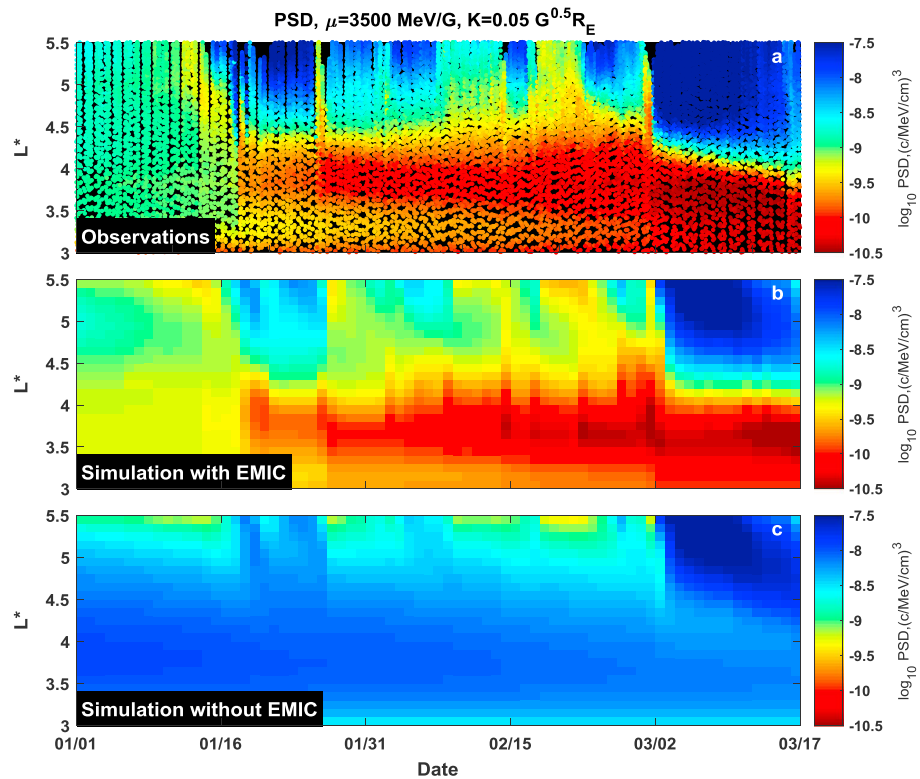 PSD, μ=3500 MeV/G, K=0.05 G^0.5 R_E
5.5
5
4.5
4
3.5
3
L*
a
Observations
-7.5
-8
-8.5
-9
-9.5
-10
-10.5
log₁₀ PSD,(c/MeV/cm)³
5.5
5
4.5
4
3.5
3
L*
b
Simulation with EMIC
-7.5
-8
-8.5
-9
-9.5
-10
-10.5
log₁₀ PSD,(c/MeV/cm)³
5.5
5
4.5
4
3.5
3
L*
c
Simulation without EMIC
-7.5
-8
-8.5
-9
-9.5
-10
-10.5
log₁₀ PSD,(c/MeV/cm)³
01/01 01/16 01/31 02/15 03/02 03/17
Date